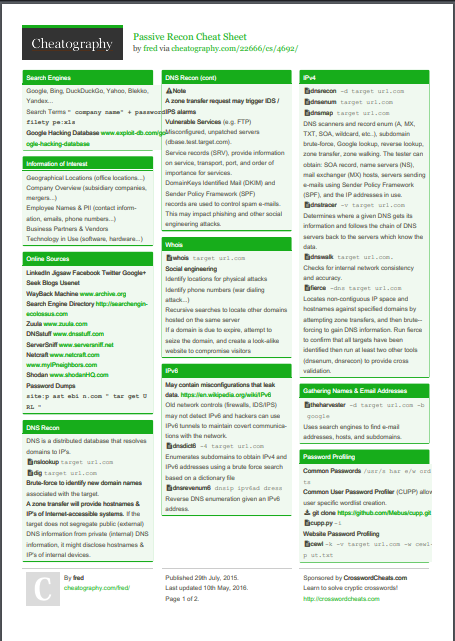 Cheatography
Passive Recon Cheat Sheet
by fred via cheatography.com/22666/cs/4692/
Search Engines
Google, Bing, DuckDuckGo, Yahoo, Blekko,
Yandex...
Search Terms " company name" + password
filety pe:xls
Google Hacking Database www.exploit-db.com/go
ogle-hacking-database
Information of Interest
Geographical Locations (office locations...)
Company Overview (subsidiary companies,
mergers...)
Employee Names & PII (contact inform-
ation, emails, phone numbers...)
Business Partners & Vendors
Technology in Use (software, hardware...)
Online Sources
LinkedIn Jigsaw Facebook Twitter Google+
Seek Blogs Usenet
WayBack Machine www.archive.org
Search Engine Directory http://searchengin-
ecolossus.com
Zuula www.zuula.com
DNSstuff www.dnsstuff.com
ServerSniff www.serversniff.net
Netcraft www.netcraft.com
www.myIPneighbors.com
Shodan www.shodanHQ.com
Password Dumps
site:p ast ebi n.com " tar get U
RL "
DNS Recon
DNS is a distributed database that resolves
domains to IP's.
nslookup target url.com
dig target url.com
Brute-force to identify new domain names
associated with the target.
A zone transfer will provide hostnames &
IP's of Internet-accessible systems. If the
target does not segregate public (external)
DNS information from private (internal) DNS
information, it might disclose hostnames &
IP's of internal devices.
DNS Recon (cont)
Note
A zone transfer request may trigger IDS /
IPS alarms
Vulnerable Services (e.g. FTP)
Misconfigured, unpatched servers
(dbase.test.target.com).
Service records (SRV), provide information
on service, transport, port, and order of
importance for services.
DomainKeys Identified Mail (DKIM) and
Sender Policy Framework (SPF)
records are used to control spam e-mails.
This may impact phishing and other social
engineering attacks.
Whois
whois target url.com
Social engineering
Identify locations for physical attacks
Identify phone numbers (war dialing
attack...)
Recursive searches to locate other domains
hosted on the same server
If a domain is due to expire, attempt to
seize the domain, and create a look-alike
website to compromise visitors
IPv6
May contain misconfigurations that leak
data. https://en.wikipedia.org/wiki/IPv6
Old network controls (firewalls, IDS/IPS)
may not detect IPv6 and hackers can use
IPv6 tunnels to maintain covert communica-
tions with the network.
dnsdict6 -4 target url.com
Enumerates subdomains to obtain IPv4 and
IPv6 addresses using a brute force search
based on a dictionary file
dnsrevenum6 dnsip ipv6ad dress
Reverse DNS enumeration given an IPv6
address.
IPv4
dnsrecon -d target url.com
dnsenum target url.com
dnsmap target url.com
DNS scanners and record enum (A, MX,
TXT, SOA, wildcard, etc..), subdomain
brute-force, Google lookup, reverse lookup,
zone transfer, zone walking. The tester can
obtain: SOA record, name servers (NS),
mail exchanger (MX) hosts, servers sending
e-mails using Sender Policy Framework
(SPF), and the IP addresses in use.
dnstracer -v target url.com
Determines where a given DNS gets its
information and follows the chain of DNS
servers back to the servers which know the
data.
dnswalk target url.com.
Checks for internal network consistency
and accuracy.
fierce -dns target url.com
Locates non-contiguous IP space and
hostnames against specified domains by
attempting zone transfers, and then brute--
forcing to gain DNS information. Run fierce
to confirm that all targets have been
identified then run at least two other tools
(dnsenum, dnsrecon) to provide cross
validation.
Gathering Names & Email Addresses
theharvester -d target url.com -b
google
Uses search engines to find e-mail
addresses, hosts, and subdomains.
Password Profiling
Common Passwords /usr/s har e/w ord
ts
Common User Password Profiler (CUPP) allow
user specific wordlist creation.
git clone https://github.com/Mebus/cupp.git
cupp.py -i
Website Password Profiling
cewl -k -v target url.com -w cewl-
p ut.txt
C
By fred
cheatography.com/fred/
Published 29th July, 2015.
Last updated 10th May, 2016.
Page 1 of 2.
Sponsored by CrosswordCheats.com
Learn to solve cryptic crosswords!
http://crosswordcheats.com